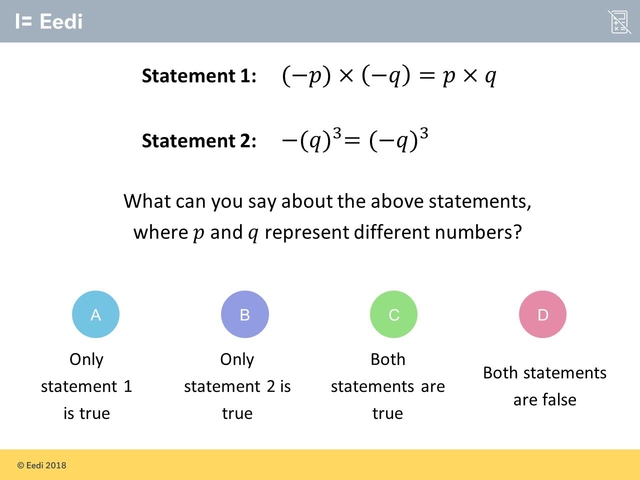 I= Eedi
Statement 1: (−p) × (−q) = p × q
Statement 2: −(q)³= (−q)³
What can you say about the above statements,
where p and q represent different numbers?
A
B
C
D
Only
statement 1
is true
Only
statement 2 is
true
Both
statements are
true
Both statements
are false
© Eedi 2018